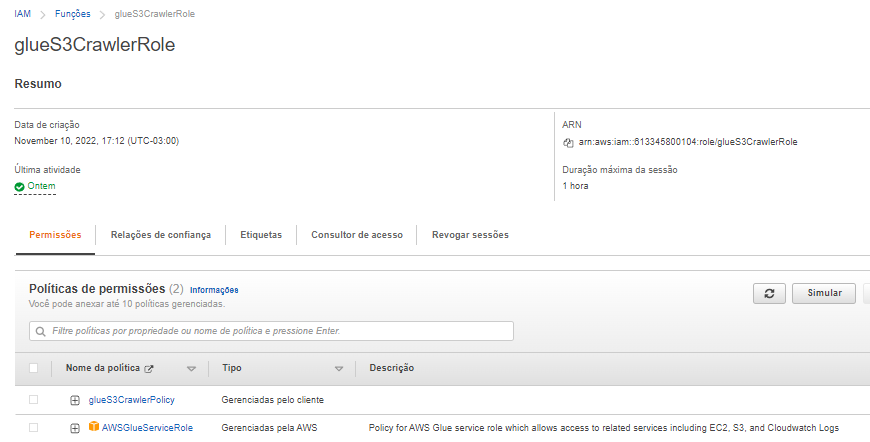 IAM > Funções > glueS3CrawlerRole
glueS3CrawlerRole
Resumo
Data de criação
November 10, 2022, 17:12 (UTC-03:00)
ARN
arn:aws:iam::613345800104:role/glueS3CrawlerRole
Última atividade
Ontem
Duração máxima da sessão
1 hora
Permissões Relações de confiança Etiquetas Consultor de acesso Revogar sessões
Políticas de permissões (2) Informações
Você pode anexar até 10 políticas gerenciadas.
Simular
Filtre políticas por propriedade ou nome de política e pressione Enter.
Nome da política Tipo Descrição
glueS3CrawlerPolicy Gerenciadas pelo cliente
AWSGlueServiceRole Gerenciadas pela AWS Policy for AWS Glue service role which allows access to related services including EC2, S3, and Cloudwatch Logs